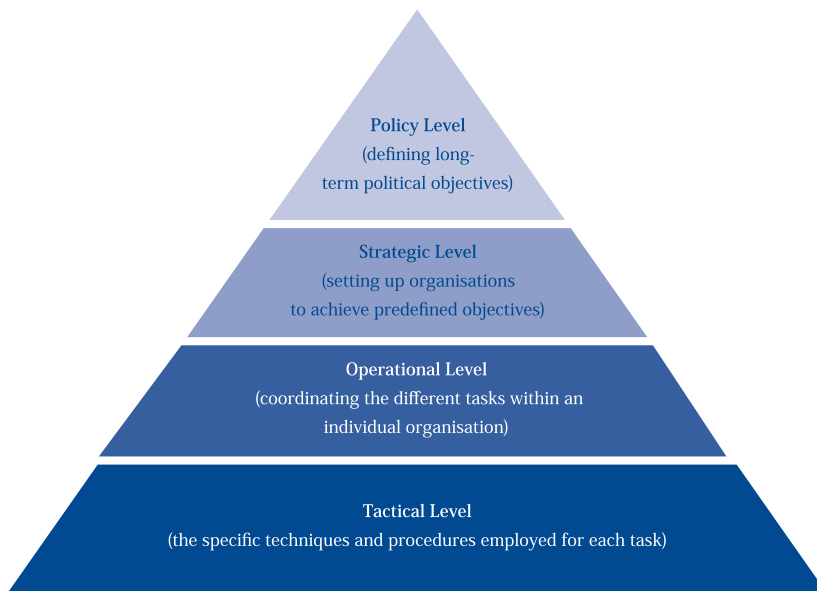 Policy Level
(defining long-
term political objectives)
Strategic Level
(setting up organisations
to achieve predefined objectives)
Operational Level
(coordinating the different tasks within an
individual organisation)
Tactical Level
(the specific techniques and procedures employed for each task)